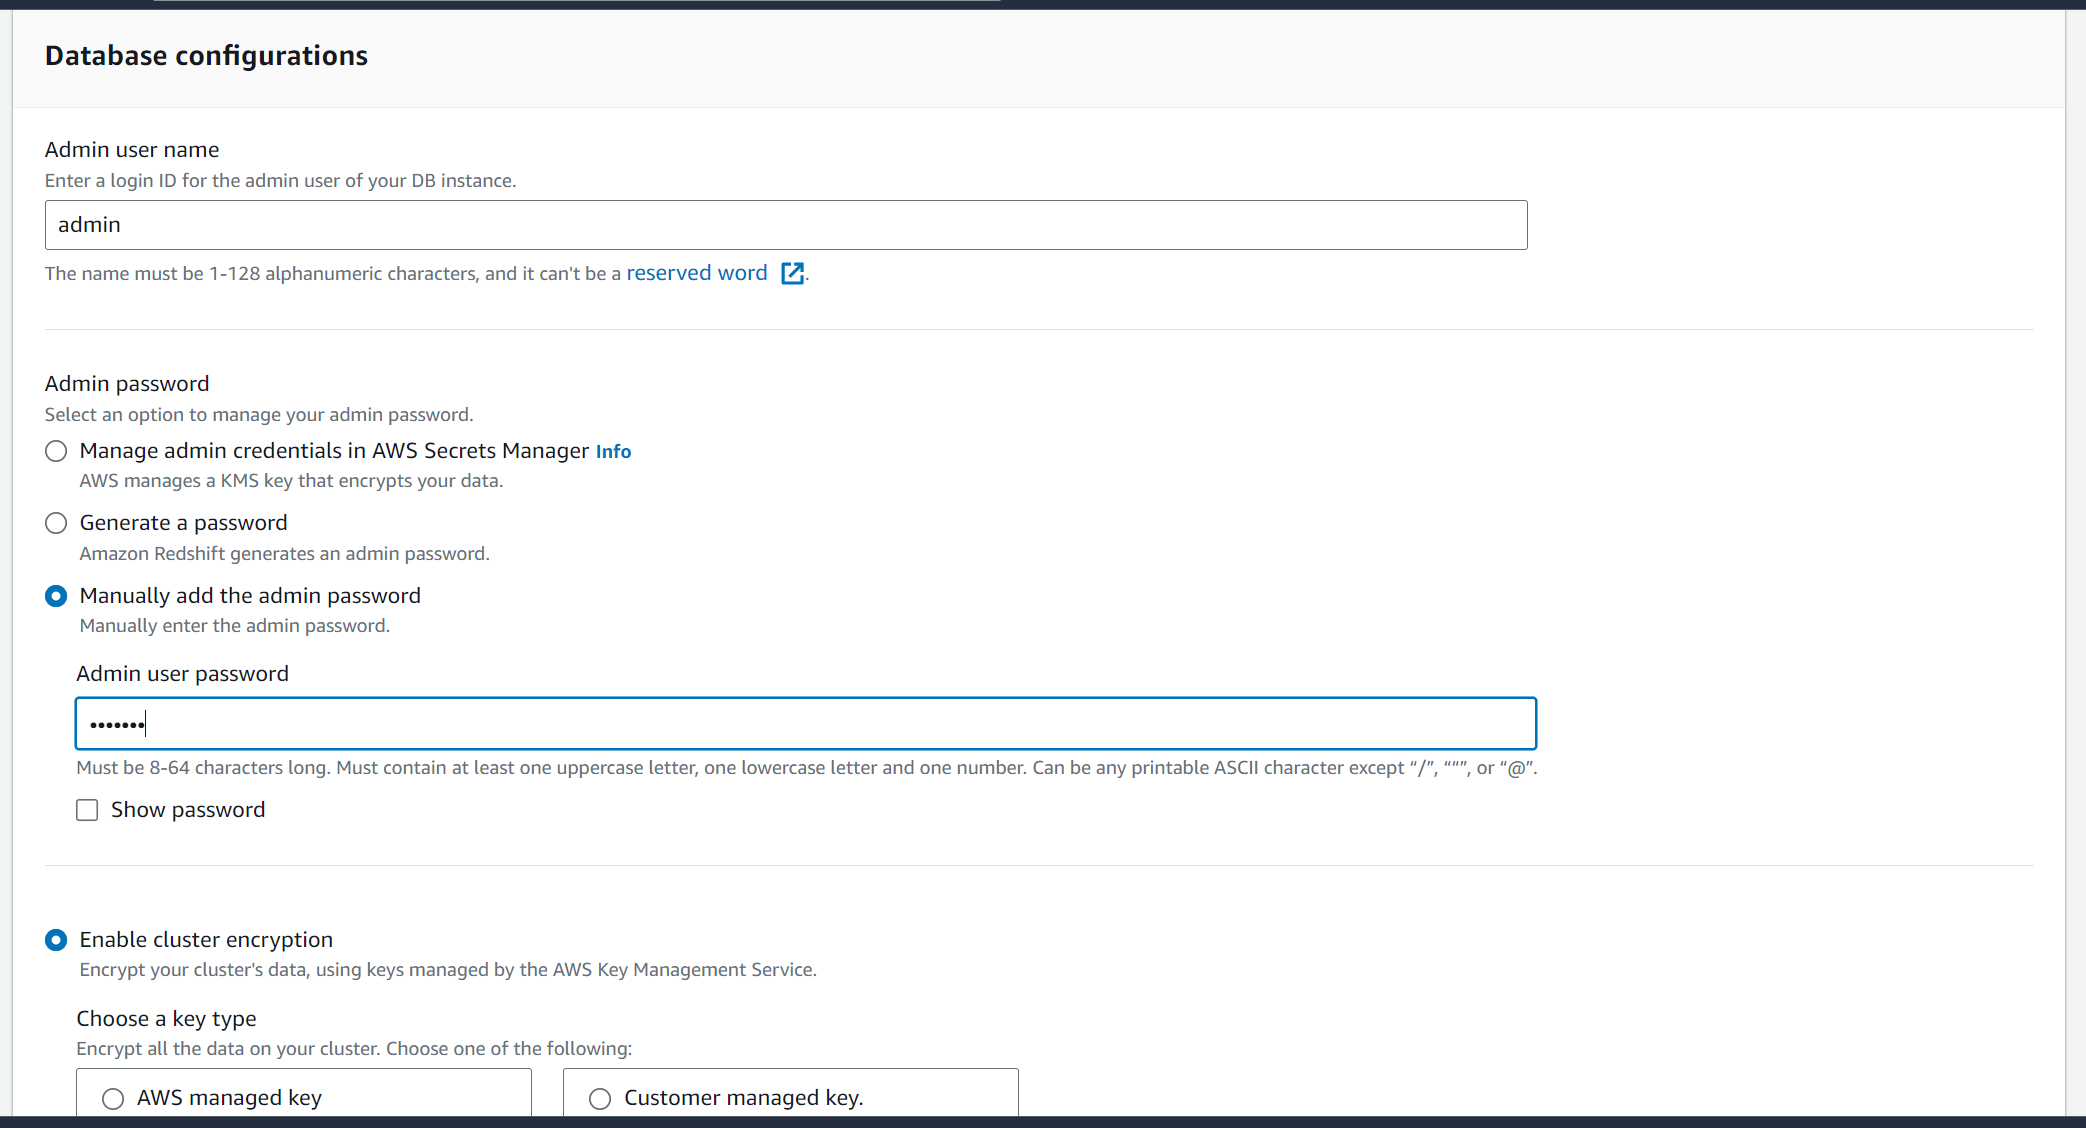 Database configurations
Admin user name
Enter a login ID for the admin user of your DB instance.
admin
The name must be 1-128 alphanumeric characters, and it can't be a reserved word .
Admin password
Select an option to manage your admin password.
Manage admin credentials in AWS Secrets Manager Info
AWS manages a KMS key that encrypts your data.
Generate a password
Amazon Redshift generates an admin password.
Manually add the admin password
Manually enter the admin password.
Admin user password
•••••••
Must be 8-64 characters long. Must contain at least one uppercase letter, one lowercase letter and one number. Can be any printable ASCII character except “/”, “““, or “@”.
Show password
Enable cluster encryption
Encrypt your cluster's data, using keys managed by the AWS Key Management Service.
Choose a key type
Encrypt all the data on your cluster. Choose one of the following:
AWS managed key
Customer managed key.